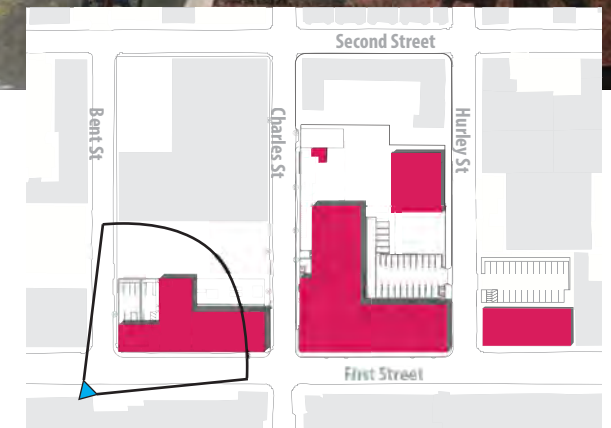 Second Street
Bent St
Charles St
Hurley St
First Street